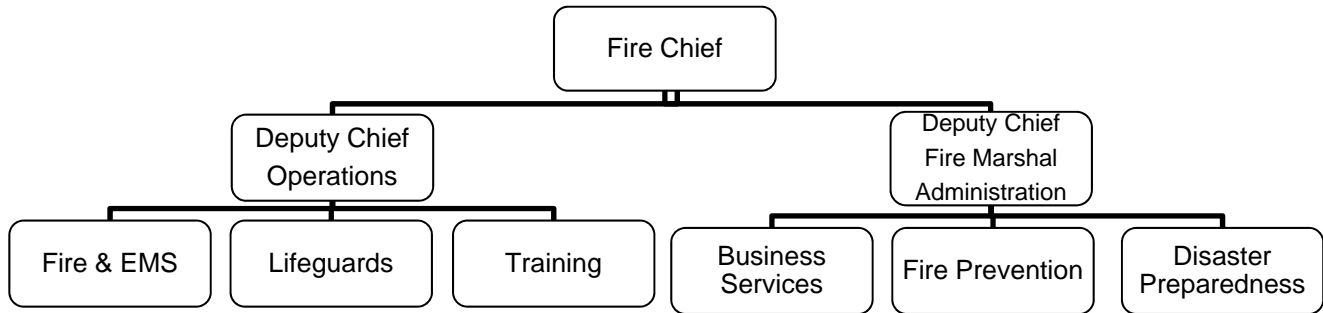 Fire Chief
Deputy Chief
Operations
Deputy Chief
Fire Marshal
Administration
Fire & EMS
Lifeguards
Training
Business
Services
Fire Prevention
Disaster
Preparedness